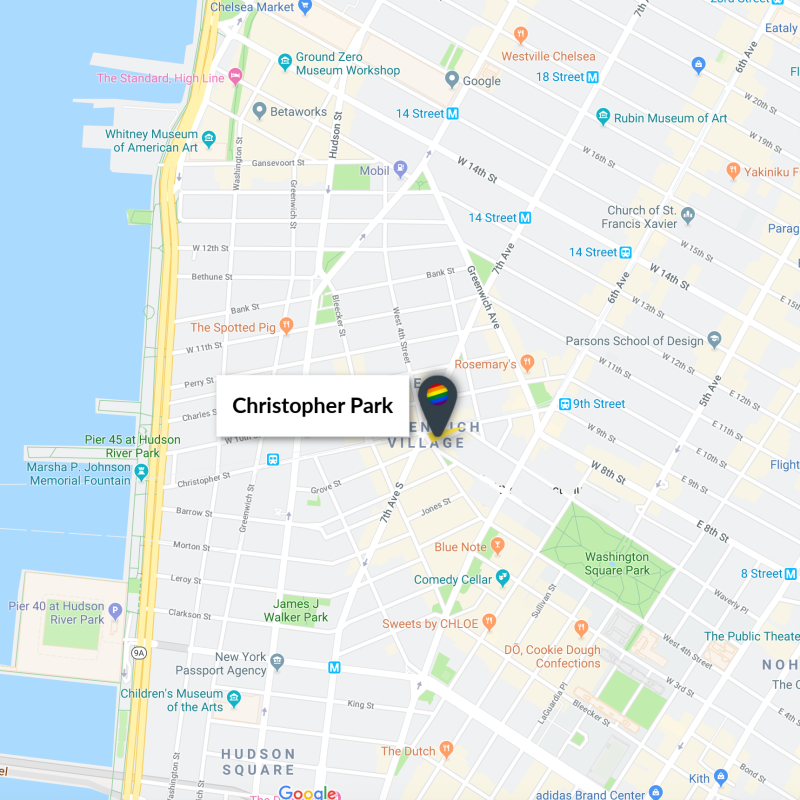 Chelsea Market
7th
23rd Street
Eataly
6th Ave
Westville Chelsea
Ground Zero
Museum Workshop
The Standard, High Line
Google
18 Street
W 20th St
Betaworks
14 Street
Rubin Museum of Art
W 19th St
Hudson St
Whitney Museum
of American Art
Washington St
Gansevoort St
W 14th St
W 16th St
Mobil
Yakiniku F
Greenwich St
14 Street
Church of St.
Francis Xavier
Parag
W 12th St
7th Ave
14 Street
W 15th St
Bethune St
Bank St
Greenwich Ave
6th Ave
W 14th St
Bank St
Bleecker St
West 4th Street
W 13th St
E 15th St
The Spotted Pig
W 11th St
Parsons School of Design
Rosemary's
W 11th St
W 12th St
Perry St
5th Ave
Christopher Park
9th Street
Charles S
GREENWICH
VILLAGE
W 9th St
W 10th
Pier 45 at Hudson
River Park
Marsha P. Johnson
Memorial Fountain
W 8th St
E 10th St
Flight
Christopher St
Grove St
E 9th St
Greenwich St
7th Ave S
Barrow St
Jones St
E 8th St
Morton St
Blue Note
Washington
Square Park
Leroy St
Comedy Cellar
8 Street
Pier 40 at Hudson
River Park
James J
Walker Park
Sullivan St
Waverly Pl
Clarkson St
Sweets by CHLOE
West 4th St
The Public Theate
9A
New York
Passport Agency
DŌ, Cookie Dough
Confections
NOH
W 3rd St
The C
Children's Museum
of the Arts
LaGuardia Pl
King St
Bleecker St
E 4th S
HUDSON
SQUARE
The Dutch
Washington St
Bond St
Kith
Google
adidas Brand Center